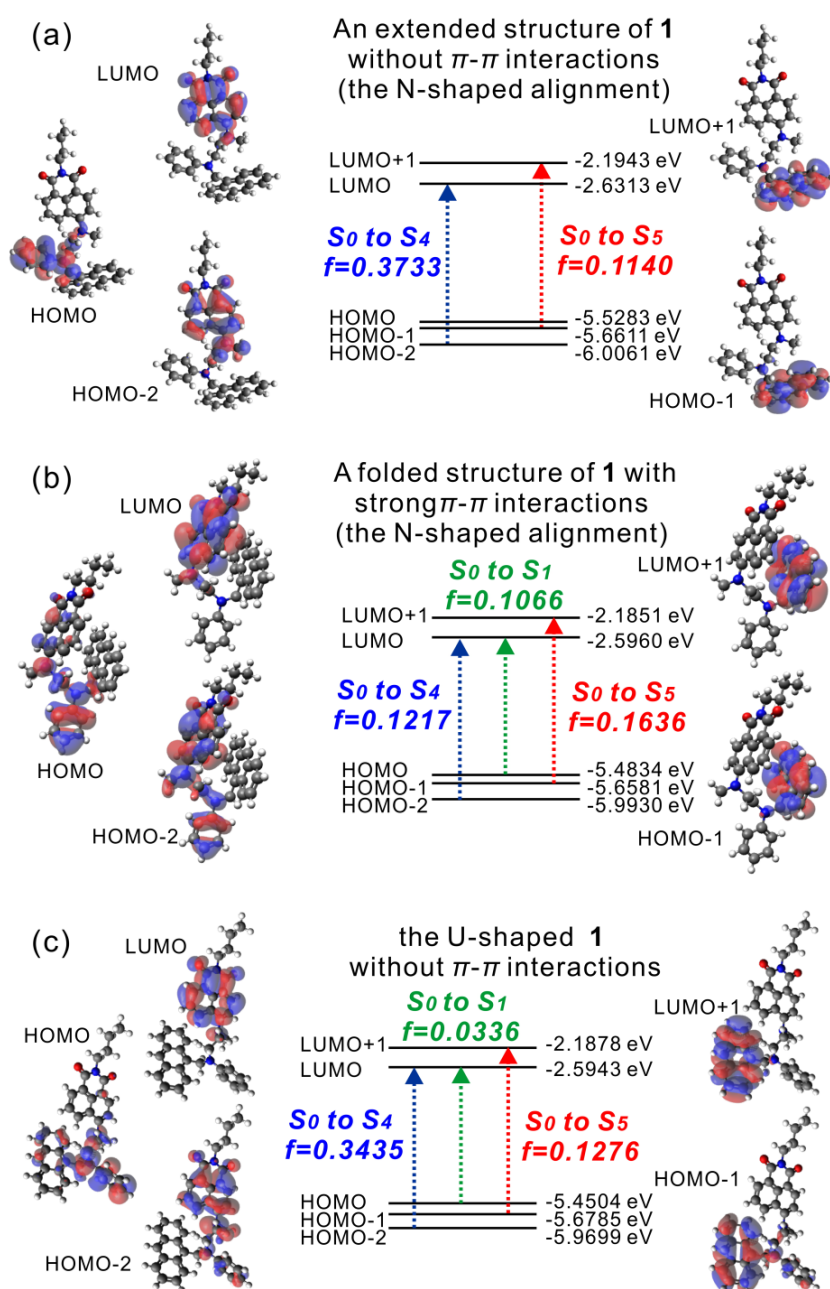 (a)
An extended structure of 1
without π-π interactions
(the N-shaped alignment)
LUMO
LUMO+1
LUMO+1 -2.1943 eV
LUMO -2.6313 eV
S0 to S4
f=0.3733
S0 to S5
f=0.1140
HOMO
HOMO -5.5283 eV
HOMO-1 -5.6611 eV
HOMO-2 -6.0061 eV
HOMO-2
HOMO-1
(b)
A folded structure of 1 with
strongπ-π interactions
(the N-shaped alignment)
LUMO
LUMO+1
S0 to S1
f=0.1066
LUMO+1 -2.1851 eV
LUMO -2.5960 eV
S0 to S4
f=0.1217
S0 to S5
f=0.1636
HOMO
HOMO -5.4834 eV
HOMO-1 -5.6581 eV
HOMO-2 -5.9930 eV
HOMO-2
HOMO-1
(c)
the U-shaped 1
without π-π interactions
LUMO
HOMO
LUMO+1
S0 to S1
f=0.0336
LUMO+1 -2.1878 eV
LUMO -2.5943 eV
S0 to S4
f=0.3435
S0 to S5
f=0.1276
HOMO-1
HOMO -5.4504 eV
HOMO-1 -5.6785 eV
HOMO-2 -5.9699 eV
HOMO-2